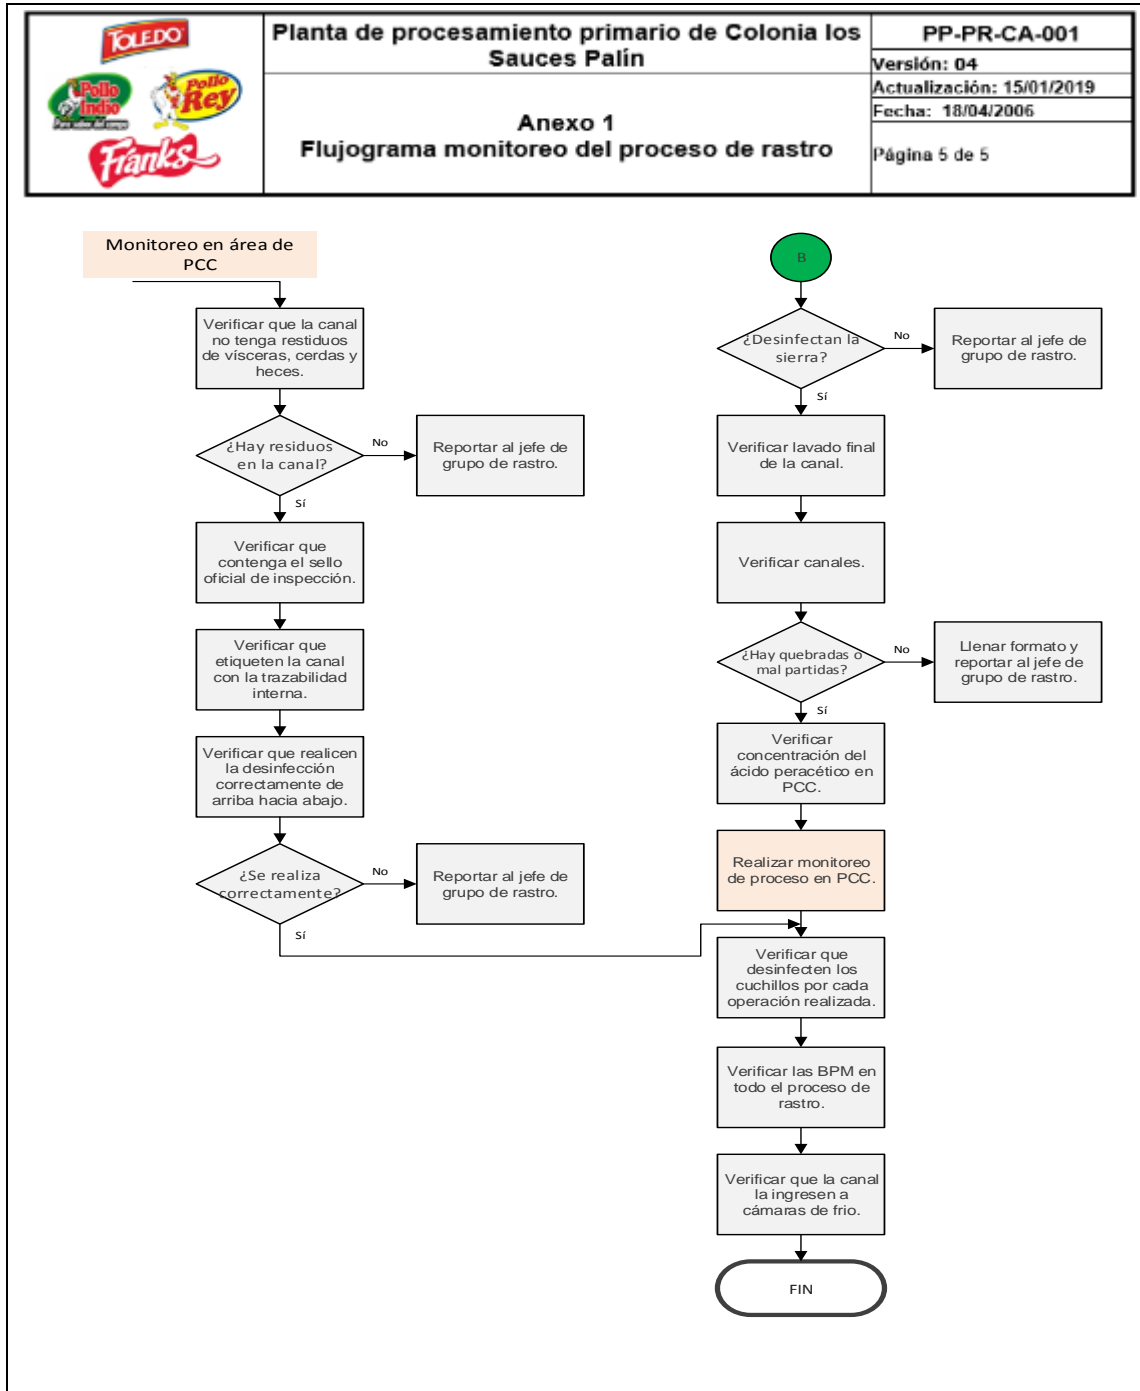 TOLEDO
Pollo
Indio
Pollo
Rey
Franks
Planta de procesamiento primario de Colonia los
Sauces Palín
Anexo 1
Flujograma monitoreo del proceso de rastro
PP-PR-CA-001
Versión: 04
Actualización: 15/01/2019
Fecha: 18/04/2006
Página 5 de 5
Monitoreo en área de
PCC
Verificar que la canal
no tenga restiduos
de vísceras, cerdas y
heces.
¿Hay residuos
en la canal?
No
Reportar al jefe de
grupo de rastro.
Sí
Verificar que
contenga el sello
oficial de inspección.
Verificar que
etiqueten la canal
con la trazabilidad
interna.
Verificar que realicen
la desinfección
correctamente de
arriba hacia abajo.
¿Se realiza
correctamente?
No
Reportar al jefe de
grupo de rastro.
Sí
B
¿Desinfectan la
sierra?
No
Reportar al jefe de
grupo de rastro.
Sí
Verificar lavado final
de la canal.
Verificar canales.
¿Hay quebradas o
mal partidas?
No
Llenar formato y
reportar al jefe de
grupo de rastro.
Sí
Verificar
concentración del
ácido peracético en
PCC.
Realizar monitoreo
de proceso en PCC.
Verificar que
desinfecten los
cuchillos por cada
operación realizada.
Verificar las BPM en
todo el proceso de
rastro.
Verificar que la canal
la ingresen a
cámaras de frio.
FIN